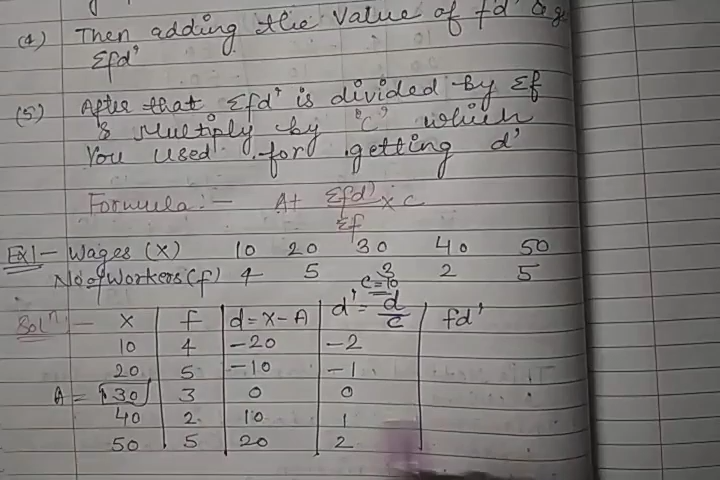 (4) Then adding the value of fd' & get
Σfd'
(5) After that Σfd' is divided by Σf
& Multiply by "C" which
You used for getting d'
Formula :- A+ Σfd'/Σf × C
Ex1- Wages (X) 10 20 30 40 50
No of Workers (f) 4 5 3 2 5
C=10
Solⁿ:- X f d=X-A d'=d/c fd'
10 4 -20 -2
20 5 -10 -1
A = 30 3 0 0
40 2 10 1
50 5 20 2